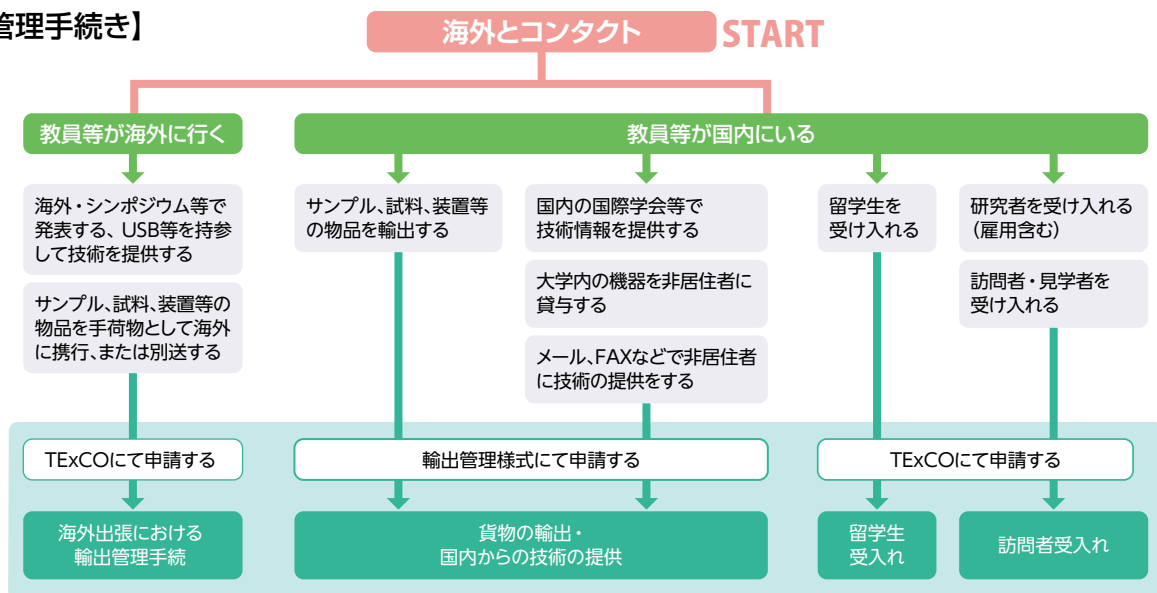 管理手続き】
海外とコンタクト START
教員等が海外に行く
教員等が国内にいる
海外・シンポジウム等で
発表する、USB等を持参
して技術を提供する
サンプル、試料、装置等の
物品を手荷物として海外
に携行、または別送する
サンプル、試料、装置等
の物品を輸出する
国内の国際学会等で
技術情報を提供する
大学内の機器を非居住者に
貸与する
メール、FAXなどで非居住者
に技術の提供をする
留学生を
受け入れる
研究者を受け入れる
(雇用含む)
訪問者・見学者を
受け入れる
TExCOにて申請する
輸出管理様式にて申請する
TExCOにて申請する
海外出張における
輸出管理手続
貨物の輸出・
国内からの技術の提供
留学生
受入れ
訪問者受入れ